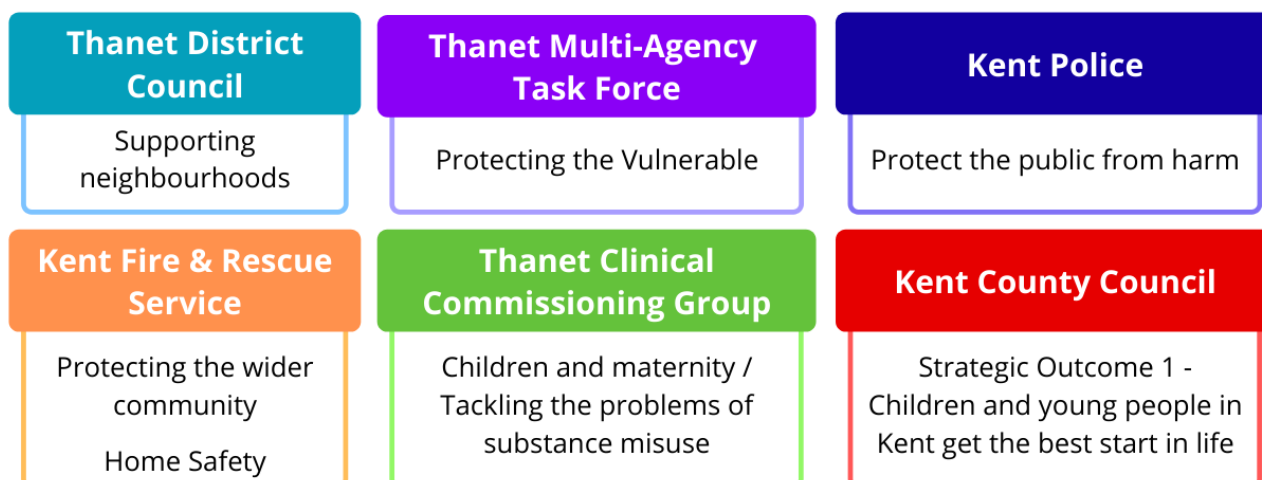 Thanet District
Council
Supporting
neighbourhoods
Thanet Multi-Agency
Task Force
Protecting the Vulnerable
Kent Police
Protect the public from harm
Kent Fire & Rescue
Service
Protecting the wider
community
Home Safety
Thanet Clinical
Commissioning Group
Children and maternity /
Tackling the problems of
substance misuse
Kent County Council
Strategic Outcome 1 -
Children and young people in
Kent get the best start in life